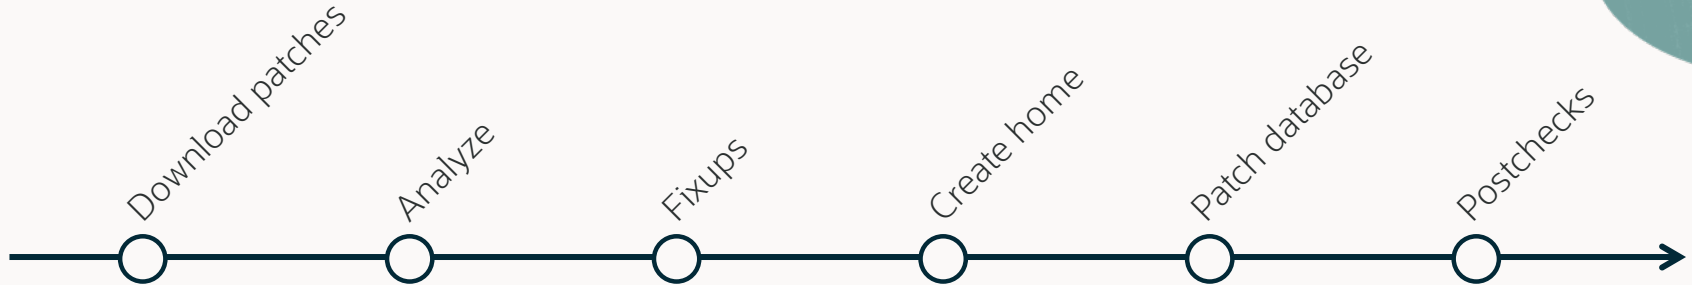 Download patches
Analyze
Fixups
Create home
Patch database
Postchecks